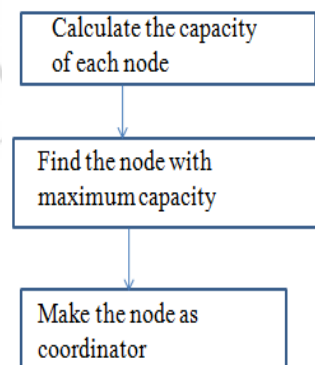 Calculate the capacity
of each node
Find the node with
maximum capacity
Make the node as
coordinator